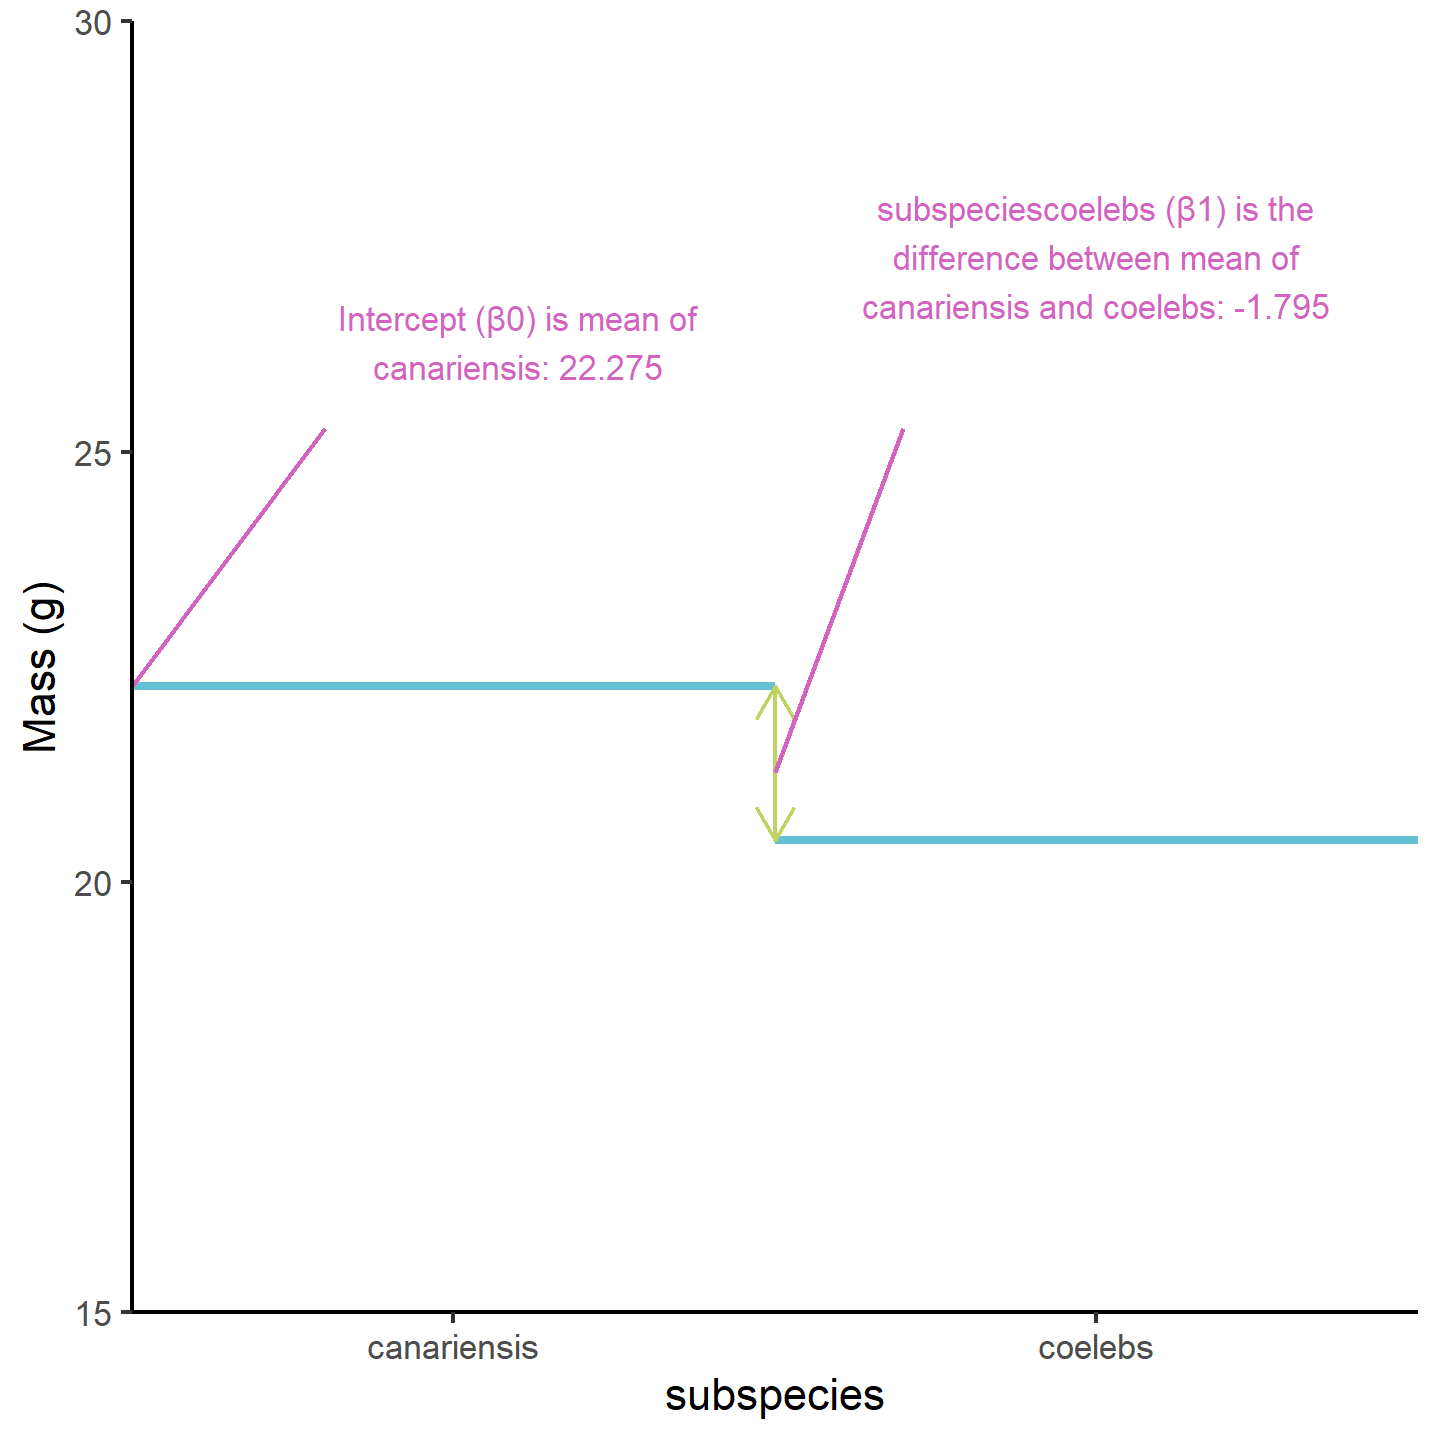 30
subspeciescoelebs (β1) is the
difference between mean of
canariensis and coelebs: -1.795
Intercept (β0) is mean of
canariensis: 22.275
25
Mass (g)
20
15
canariensis
coelebs
subspecies